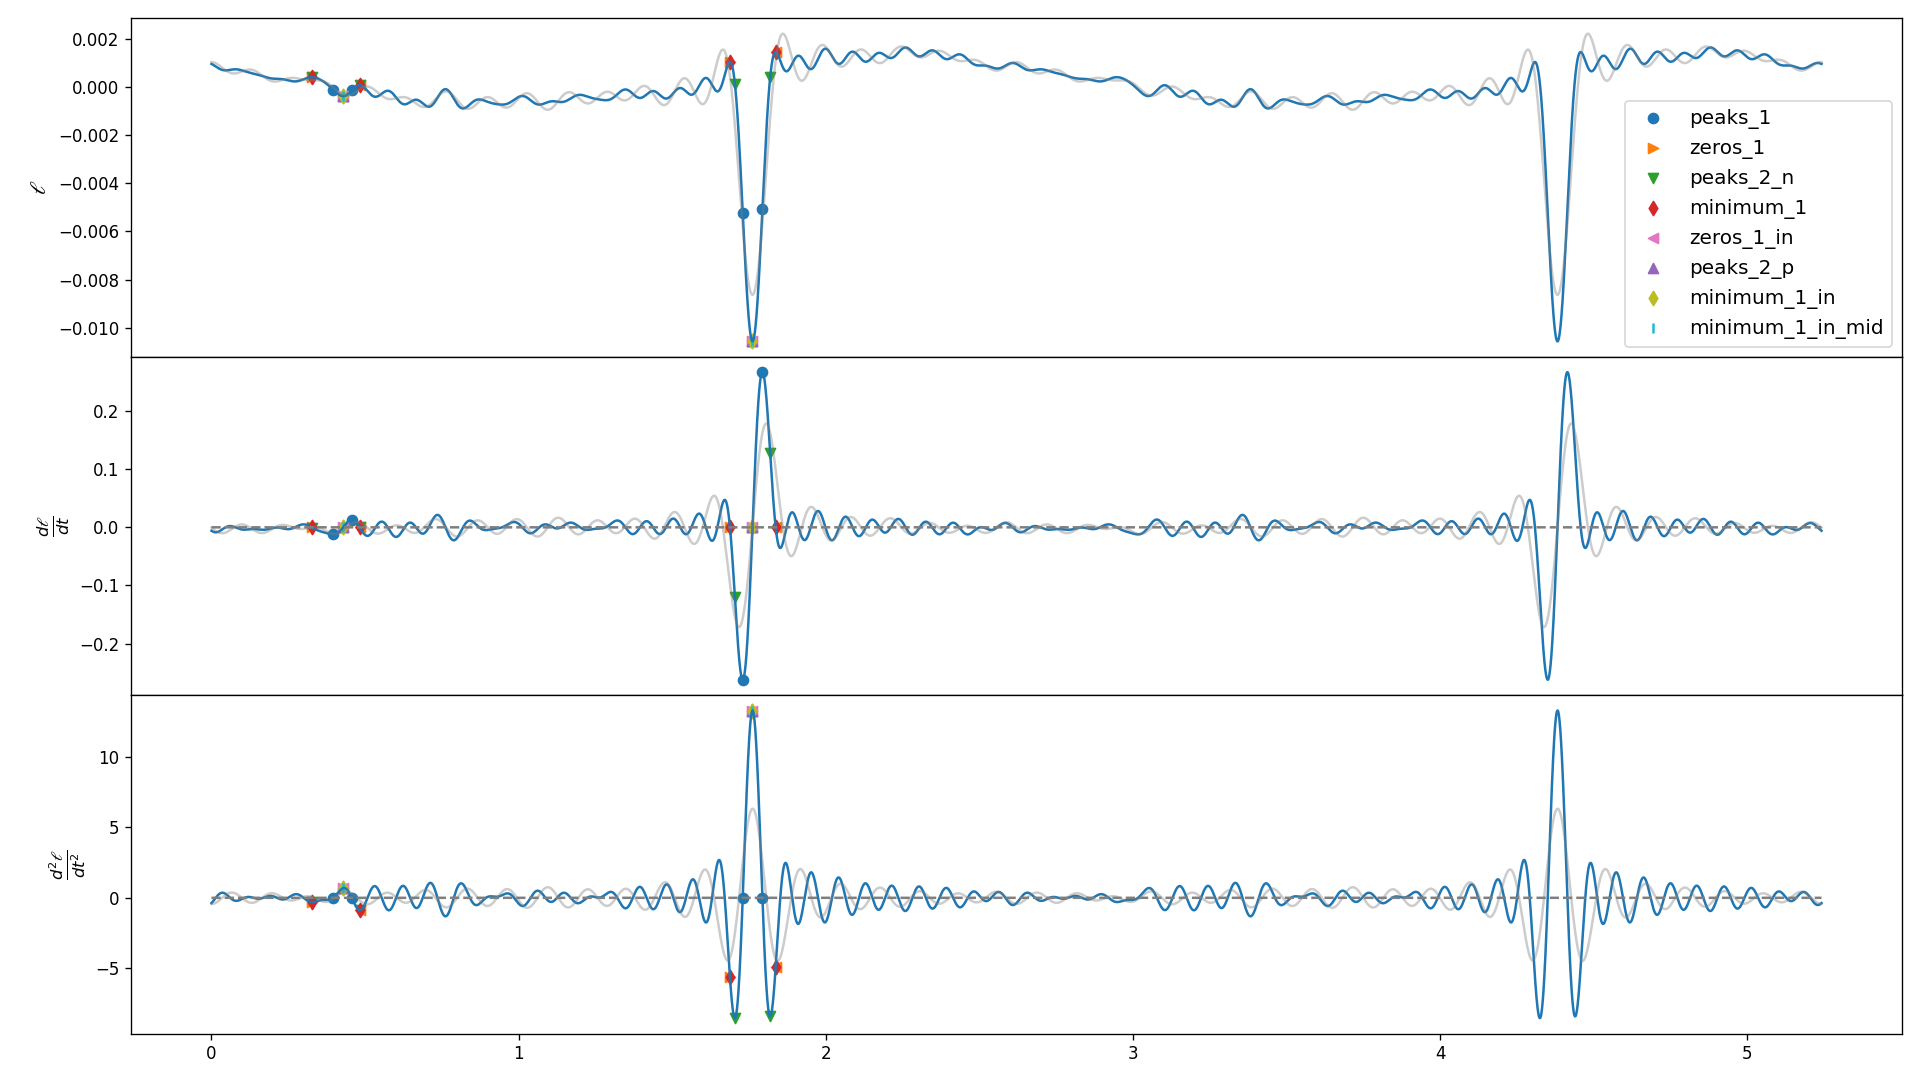 0.002
0.000
−0.002
−0.004
−0.006
−0.008
−0.010
ℓ
peaks_1
zeros_1
peaks_2_n
minimum_1
zeros_1_in
peaks_2_p
minimum_1_in
minimum_1_in_mid
0.2
0.1
0.0
−0.1
−0.2
dℓ
dt
10
5
0
−5
d²ℓ
dt²
0 1 2 3 4 5